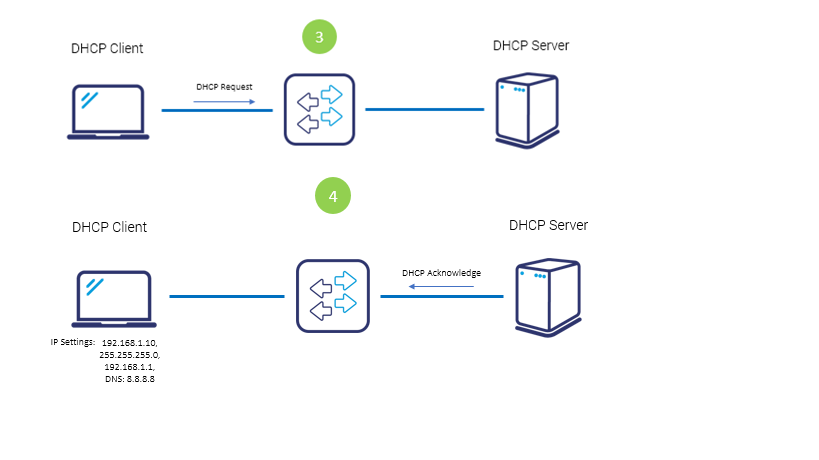 3
DHCP Client
DHCP Server
DHCP Request
4
DHCP Client
DHCP Server
DHCP Acknowledge
IP Settings: 192.168.1.10,
255.255.255.0,
192.168.1.1,
DNS: 8.8.8.8